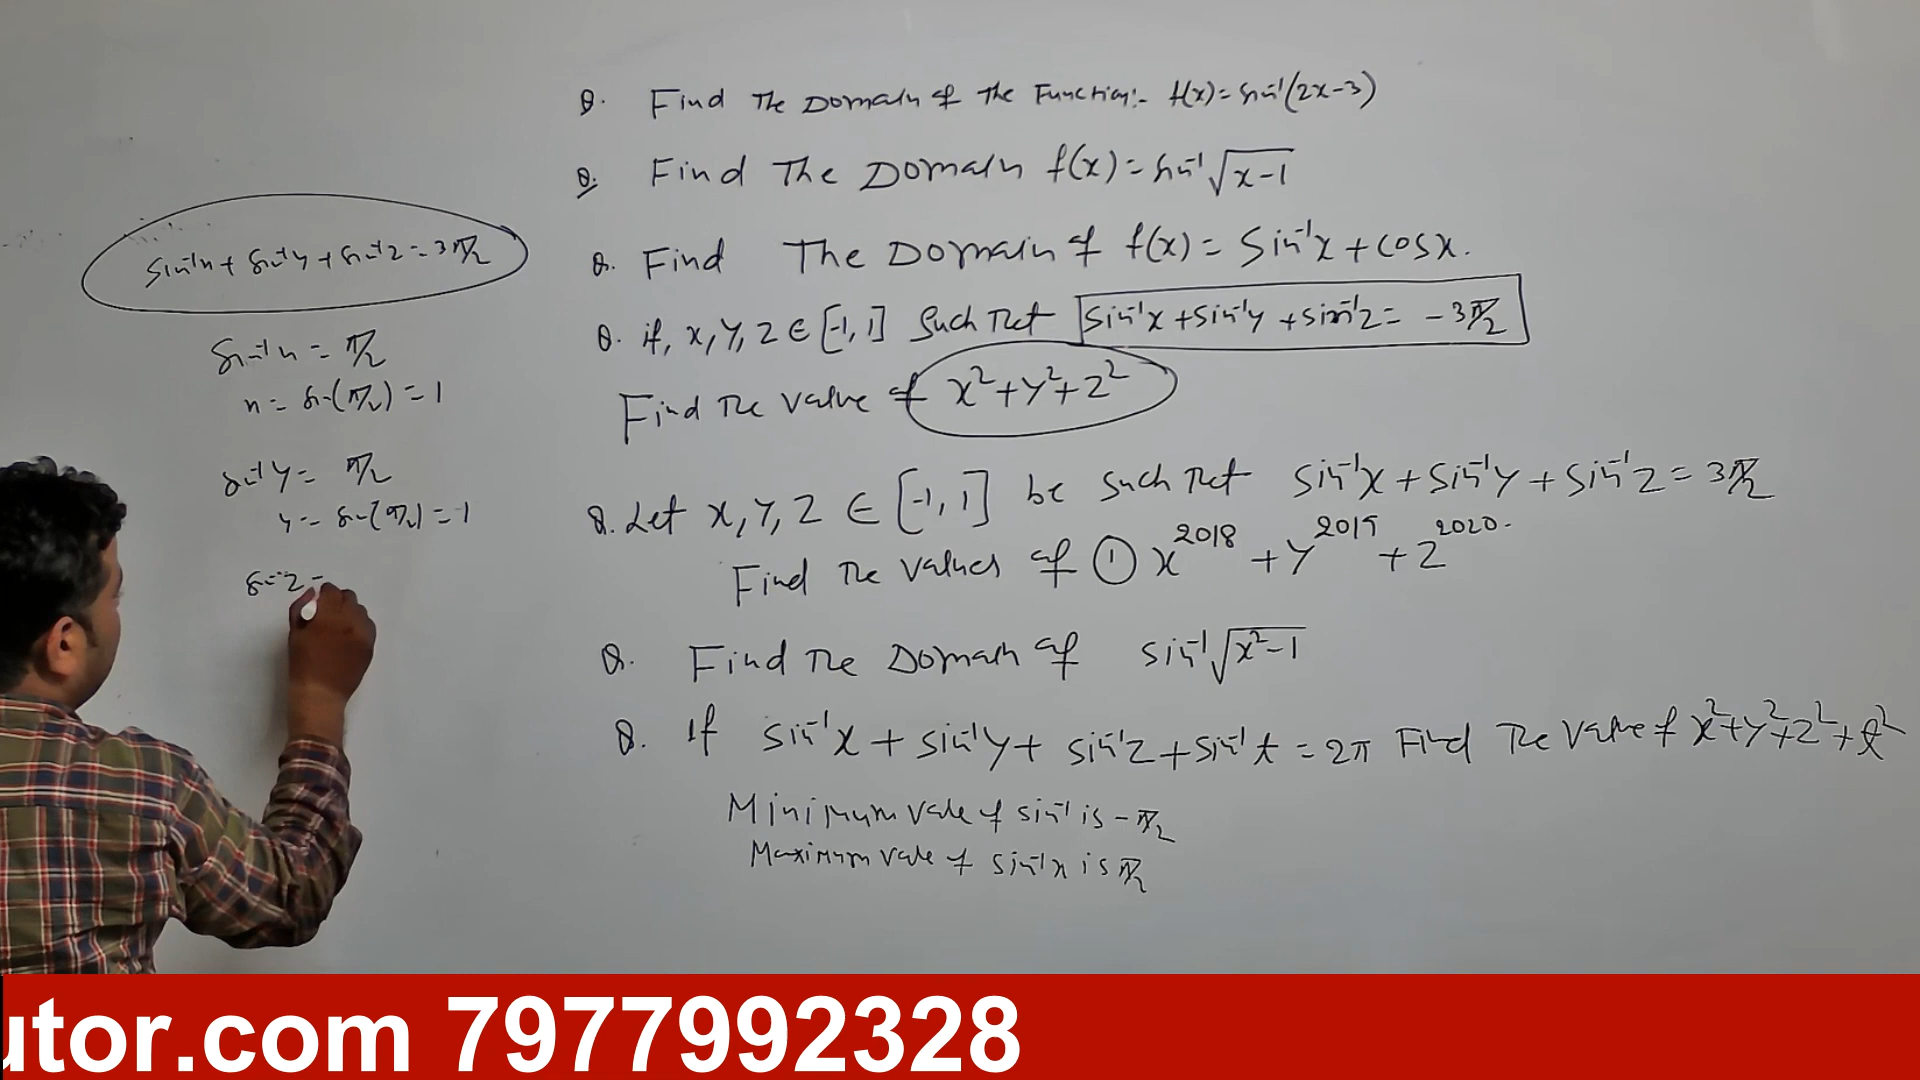 Q. Find The Domain of the Function:- f(x) = sin⁻¹(2x-3)
Q. Find The Domain f(x) = sin⁻¹√(x-1)
Q. Find The Domain of f(x) = Sin⁻¹x + cosx.
Q. if, x, y, z ∈ [-1, 1] Such That sin⁻¹x + sin⁻¹y + sin⁻¹z = -3π/2
Find The value of x² + y² + z²
Q. Let x, y, z ∈ [-1, 1] be such That sin⁻¹x + sin⁻¹y + sin⁻¹z = 3π/2
Find The values of ① x²⁰¹⁸ + y²⁰¹⁹ + z²⁰²⁰.
Q. Find The Domain of sin⁻¹√(x²-1)
Q. If sin⁻¹x + sin⁻¹y + sin⁻¹z + sin⁻¹t = 2π Find The Value of x² + y² + z² + t²
Minimum vale of sin⁻¹ is -π/2
Maximum vale of sin⁻¹x is π/2
sin⁻¹x + sin⁻¹y + sin⁻¹z = 3π/2
sin⁻¹x = π/2
x = sin(π/2) = 1
sin⁻¹y = π/2
y = sin(π/2) = 1
sin⁻¹z =
utor.com 7977992328